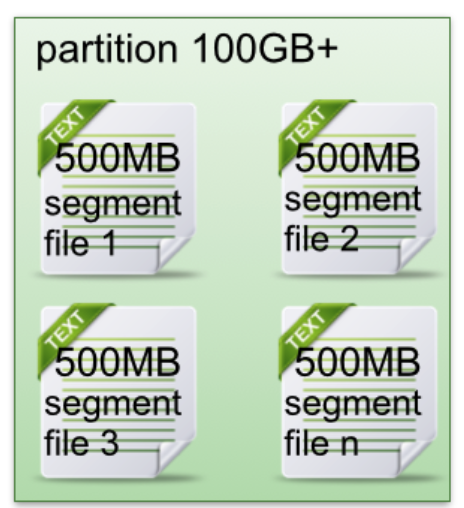 partition 100GB+
TEXT
500MB
segment
file 1
TEXT
500MB
segment
file 2
TEXT
500MB
segment
file 3
TEXT
500MB
segment
file n